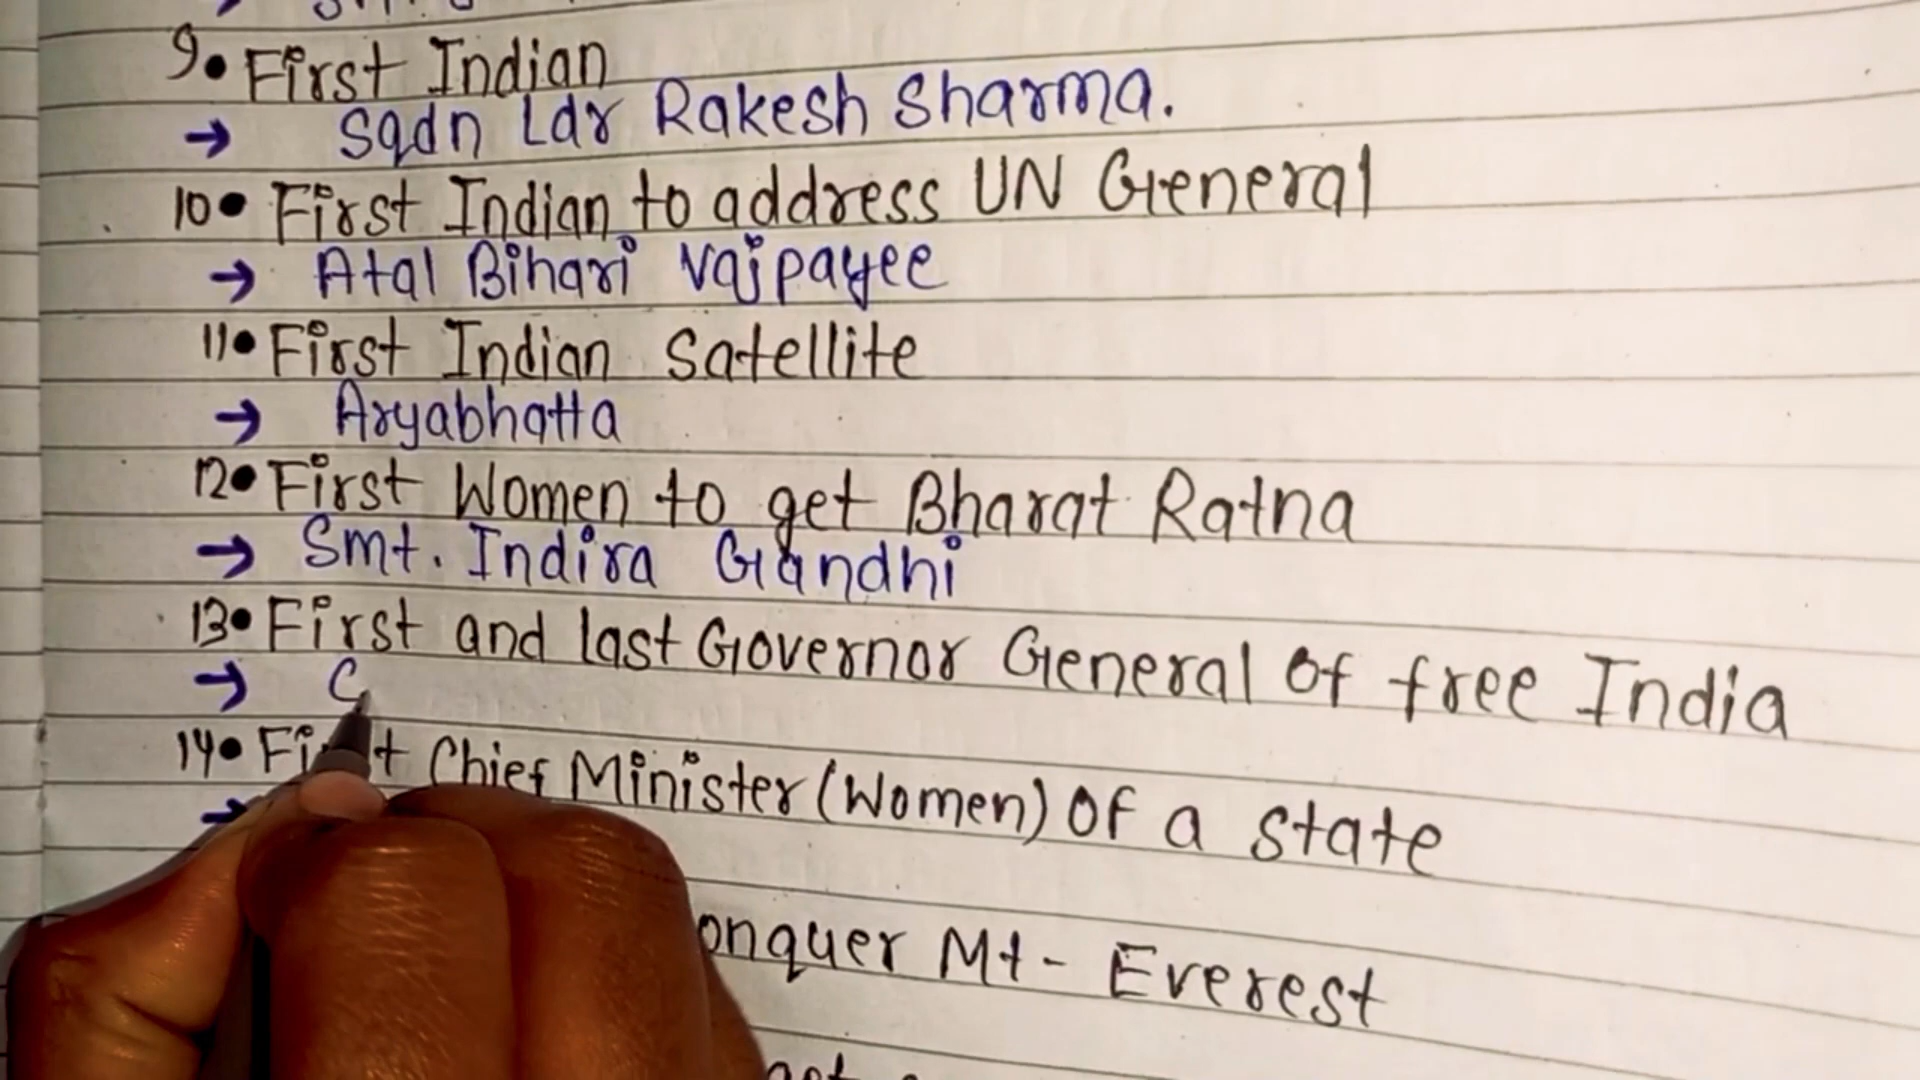 9. First Indian
→ Sqdn Ldr Rakesh Sharma.
10. First Indian to address UN General
→ Atal Bihari Vajpayee
11. First Indian Satellite
→ Aryabhatta
12. First Women to get Bharat Ratna
→ Smt. Indira Gandhi
13. First and last Governor General of free India
→ C
14. First Chief Minister (Women) Of a state
→
onquer Mt- Everest